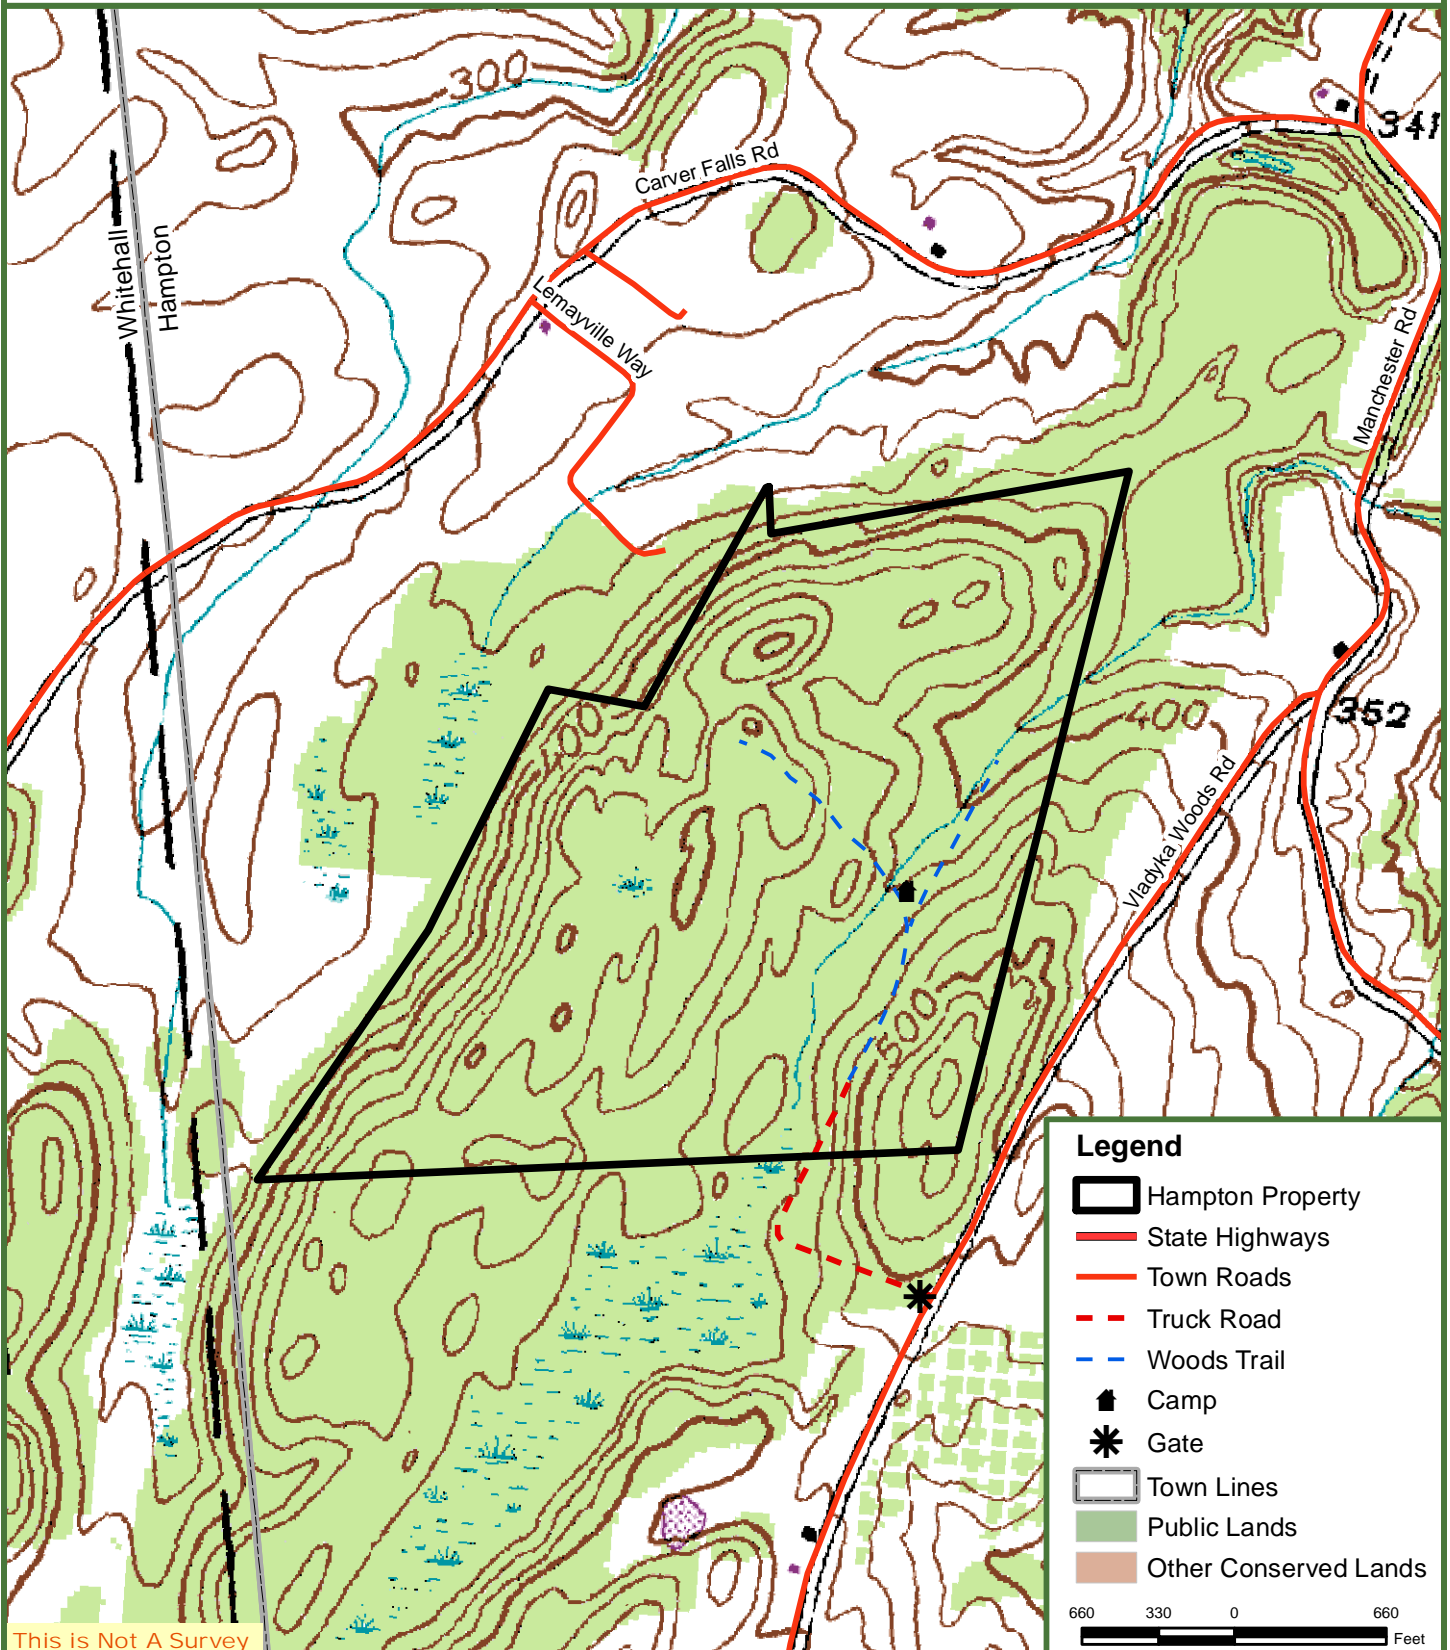 300
341
Carver Falls Rd
Whitehall
Hampton
Lemayville Way
Manchester Rd
400
400
352
Vladyka Woods Rd
500
Legend
Hampton Property
State Highways
Town Roads
Truck Road
Woods Trail
Camp
Gate
Town Lines
Public Lands
Other Conserved Lands
660 330 0 660
Feet
This is Not A Survey